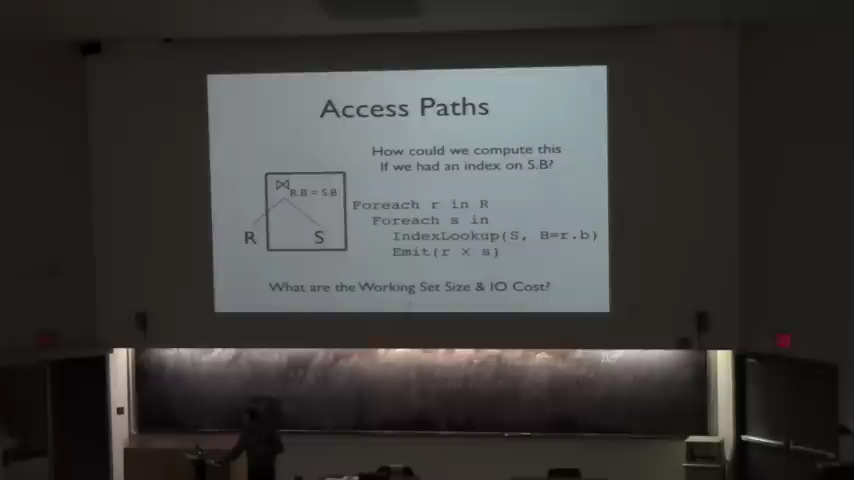 Access Paths
How could we compute this
If we had an index on S.B?
⋈R.B = S.B
R
S
Foreach r in R
Foreach s in
IndexLookup(S, B=r.b)
Emit(r × s)
What are the Working Set Size & IO Cost?